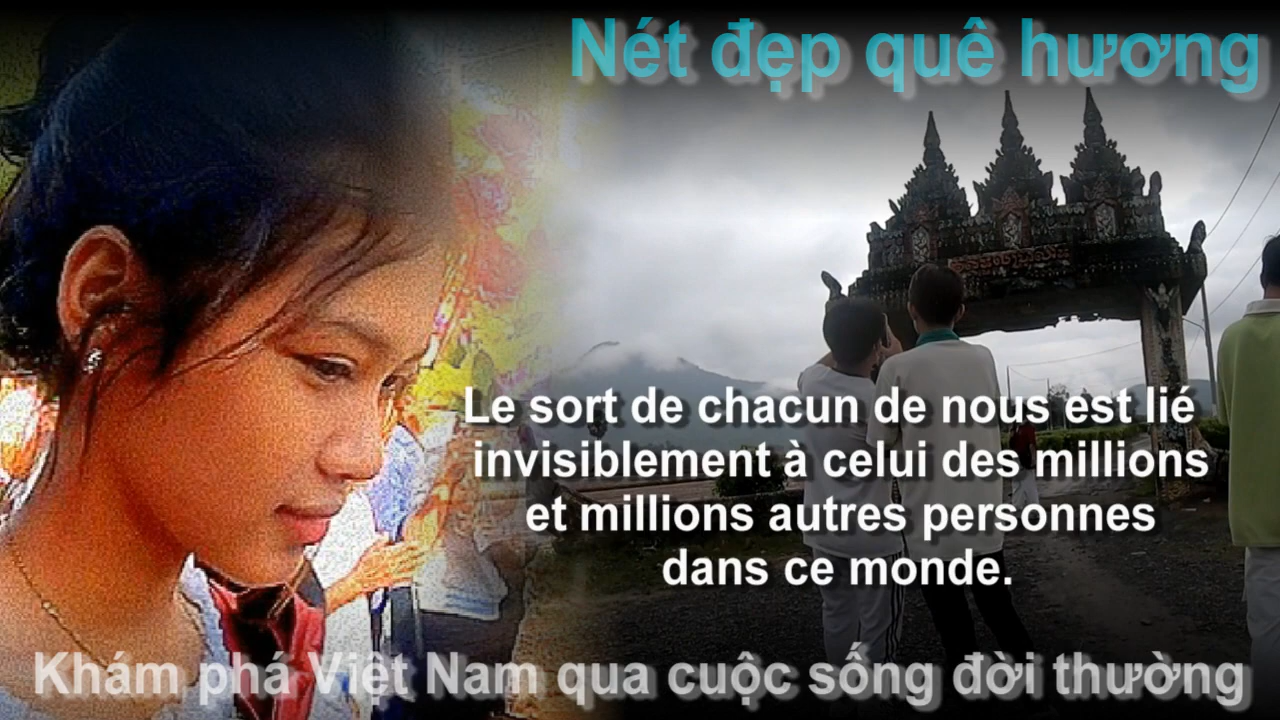 Nét đẹp quê hương
Le sort de chacun de nous est lié
invisiblement à celui des millions
et millions autres personnes
dans ce monde.
Khám phá Việt Nam qua cuộc sống đời thường